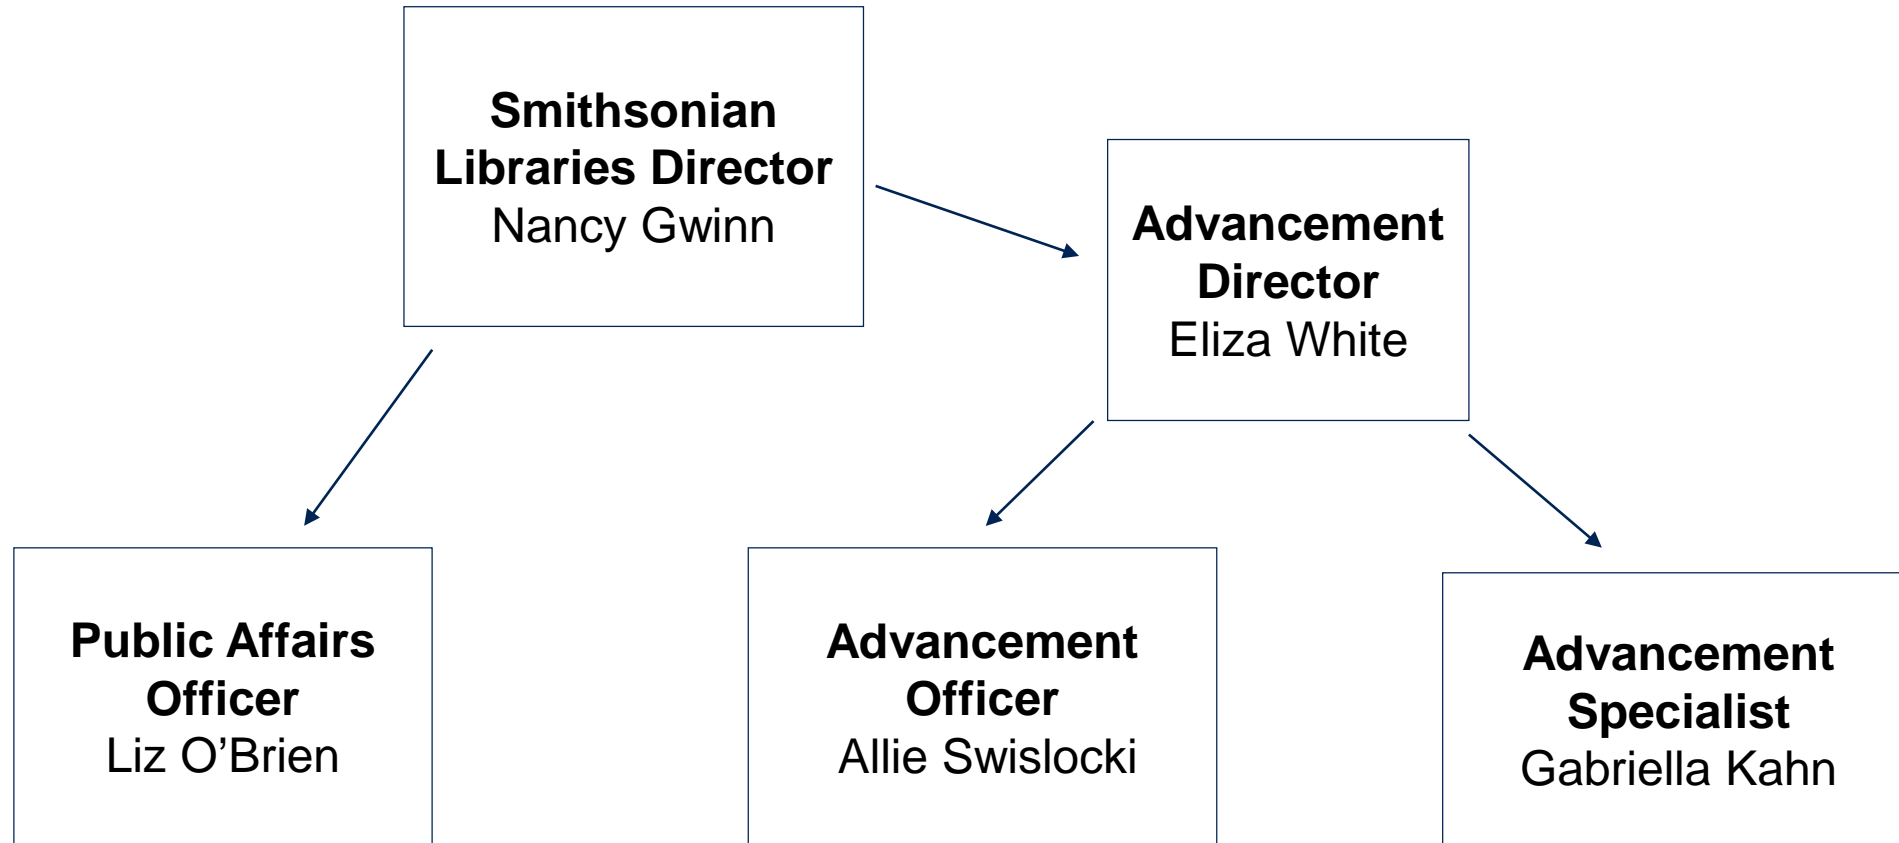 Smithsonian
Libraries Director
Nancy Gwinn
Advancement
Director
Eliza White
Public Affairs
Officer
Liz O’Brien
Advancement
Officer
Allie Swislocki
Advancement
Specialist
Gabriella Kahn